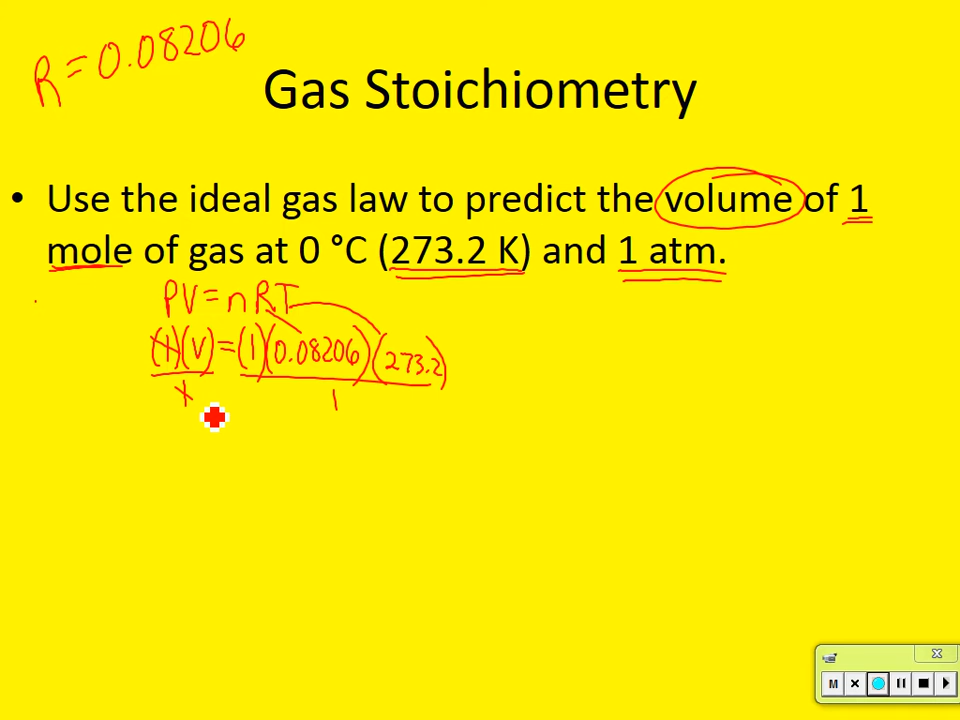 R = 0.08206
Gas Stoichiometry
• Use the ideal gas law to predict the volume of 1
mole of gas at 0 °C (273.2 K) and 1 atm.
PV = nRT
(1)(V) = (1)(0.08206)(273.2)
1 1
M